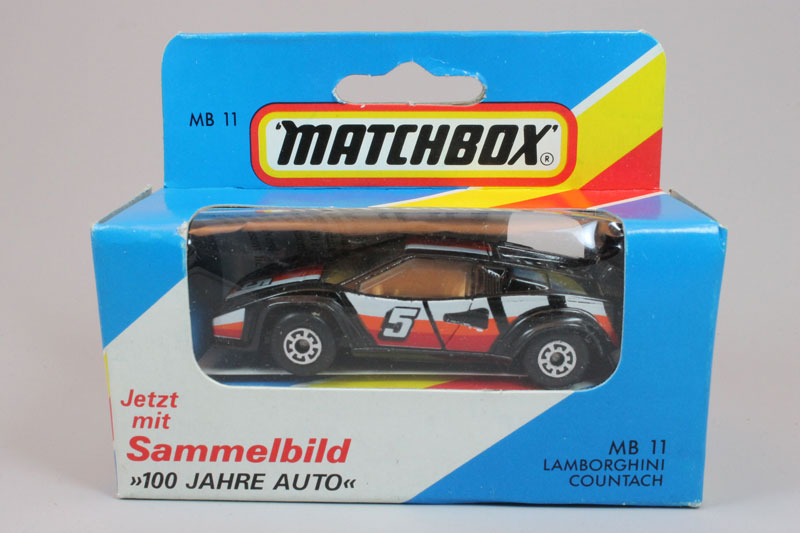 MB 11
'MATCHBOX' ®
5
Jetzt
mit
Sammelbild
»100 JAHRE AUTO«
MB 11
LAMBORGHINI
COUNTACH